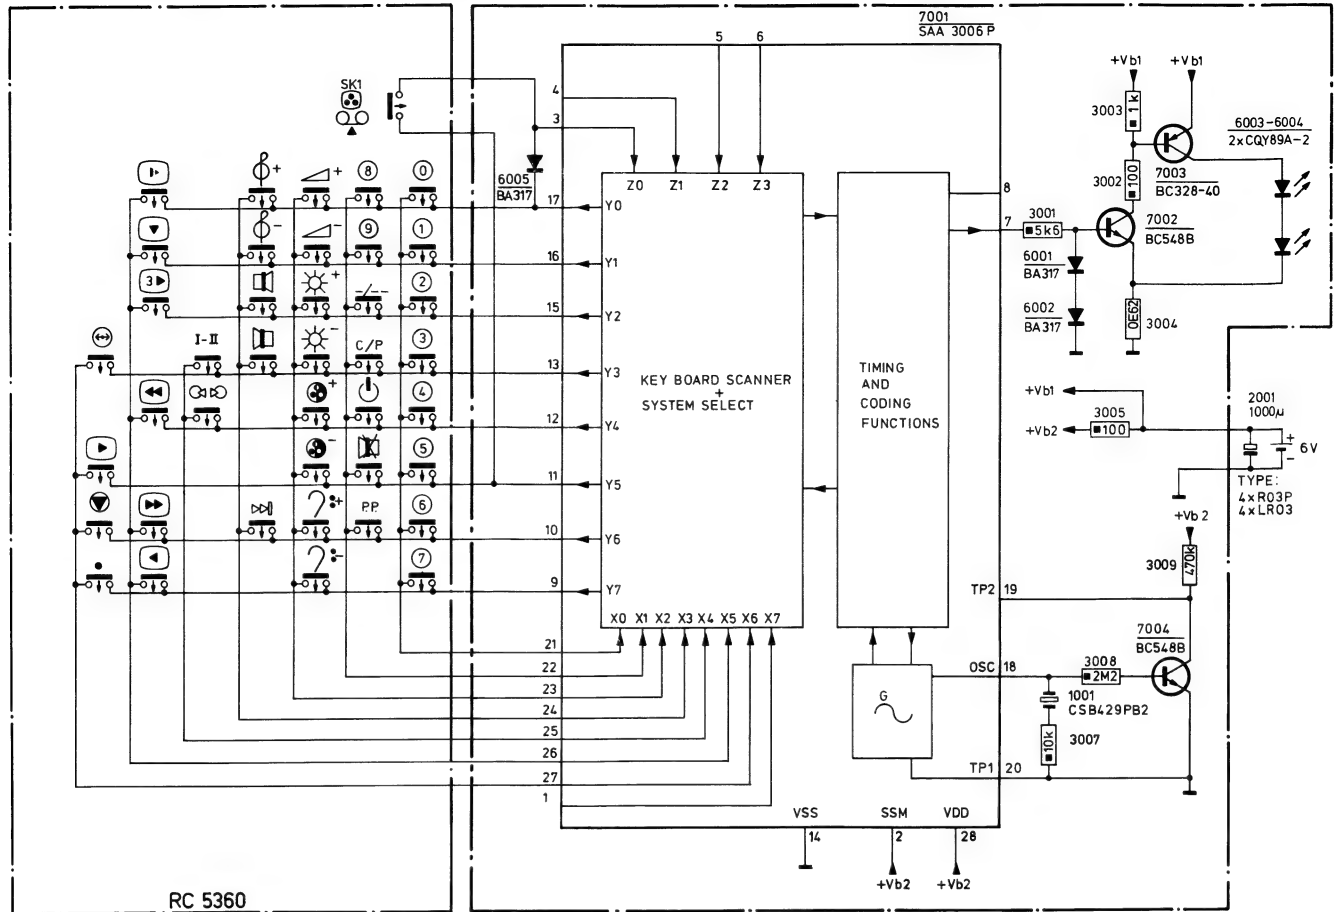 7001
SAA 3006 P
SK1
4
3
5
6
6005
BA317
Z0 Z1 Z2 Z3
+ + 8 0
17 Y0
- - 9 1
16 Y1
3 + -/-- 2
15 Y2
I-II - C/P 3
13 Y3
+ 4
12 Y4
- 5
11 Y5
+ P.P. 6
10 Y6
- 7
9 Y7
KEY BOARD SCANNER
+
SYSTEM SELECT
X0 X1 X2 X3 X4 X5 X6 X7
21
22
23
24
25
26
27
1
TIMING
AND
CODING
FUNCTIONS
G
8
7
3001
5k6
6001
BA317
6002
BA317
+Vb1
+Vb1
3003
1k
3002
100
7003
BC328-40
7002
BC548B
6003-6004
2xCQY89A-2
0E62
3004
+Vb1
3005
100
+Vb2
2001
1000µ
+
6V
-
TYPE:
4xR03P
4xLR03
+Vb2
3009
470k
TP2 19
7004
BC548B
OSC 18
3008
2M2
1001
CSB429PB2
10k
3007
TP1 20
VSS
14
SSM
2
VDD
28
+Vb2
+Vb2
RC 5360